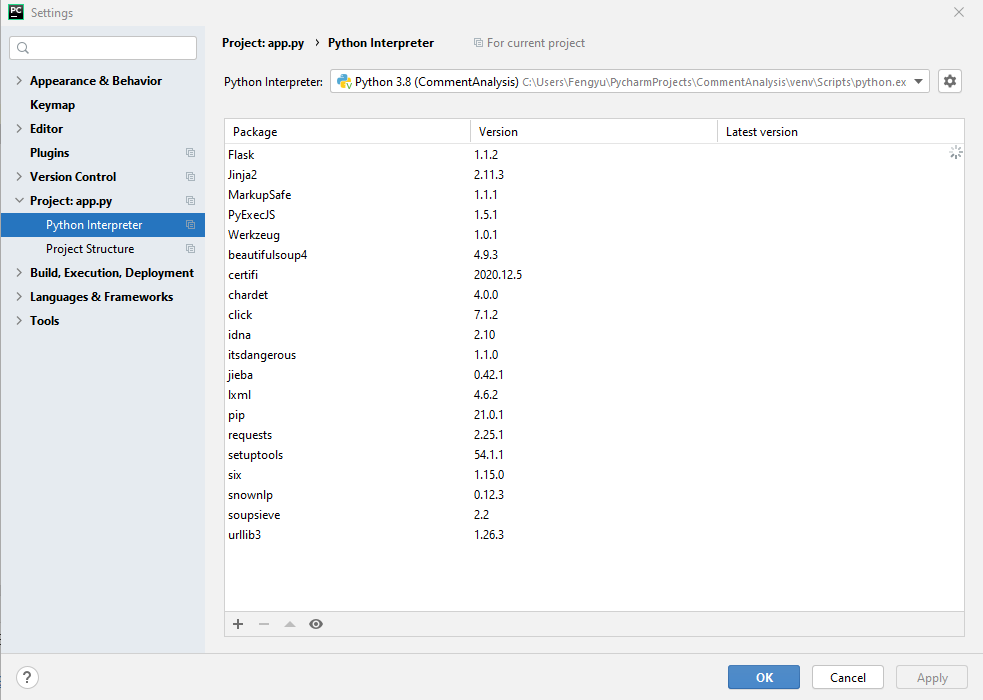 PC Settings
Project: app.py › Python Interpreter For current project
Python Interpreter: Python 3.8 (CommentAnalysis) C:\Users\Fengyu\PycharmProjects\CommentAnalysis\venv\Scripts\python.ex
Appearance & Behavior
Keymap
Editor
Plugins
Version Control
Project: app.py
Python Interpreter
Project Structure
Build, Execution, Deployment
Languages & Frameworks
Tools
Package Version Latest version
Flask 1.1.2
Jinja2 2.11.3
MarkupSafe 1.1.1
PyExecJS 1.5.1
Werkzeug 1.0.1
beautifulsoup4 4.9.3
certifi 2020.12.5
chardet 4.0.0
click 7.1.2
idna 2.10
itsdangerous 1.1.0
jieba 0.42.1
lxml 4.6.2
pip 21.0.1
requests 2.25.1
setuptools 54.1.1
six 1.15.0
snownlp 0.12.3
soupsieve 2.2
urllib3 1.26.3
? OK Cancel Apply